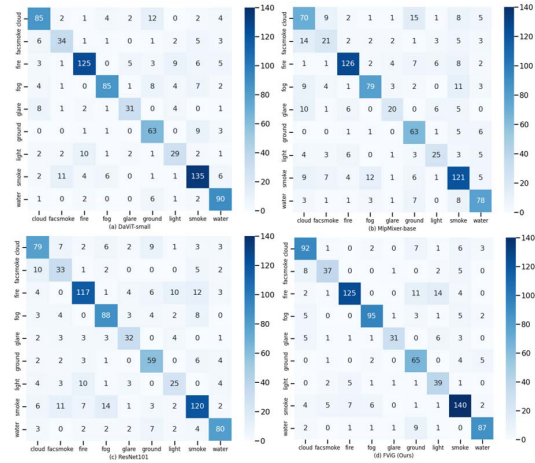 cloud 85 2 1 4 2 12 0 2 4
facsmoke 6 34 1 1 0 1 2 5 3
fire 3 1 125 1 0 3 9 6 5
fog 4 1 0 85 1 8 4 7 2
glare 8 1 2 1 31 0 4 1
ground 0 0 1 1 0 63 0 9 3
light 2 2 10 1 2 1 29 2 1
smoke 2 11 4 6 0 1 4 135 6
water 1 0 2 0 2 6 1 2 90
cloud facsmoke fire fog glare ground light smoke water
(a) DaViT-small
140
120
100
80
60
40
20
0
cloud 70 9 2 1 1 15 1 8 5
facsmoke 14 21 2 2 0 1 3 5 5
fire 1 1 126 2 4 7 6 8 2
fog 9 4 1 79 3 2 2 11 3
glare 10 1 6 0 20 0 6 5 0
ground 0 1 1 0 0 63 1 5 6
light 4 3 6 0 3 1 25 3 5
smoke 9 7 4 12 1 6 5 121 5
water 3 1 1 3 3 8 1 8 78
cloud facsmoke fire fog glare ground light smoke water
(b) MlpMixer-base
140
120
100
80
60
40
20
0
cloud 79 7 2 6 2 9 1 3 3
facsmoke 10 33 1 0 0 2 1 4 2
fire 4 0 117 4 0 6 10 12 3
fog 3 0 4 88 3 4 2 8 0
glare 2 3 3 3 32 4 0 2 0
ground 2 2 3 1 0 59 0 6 4
light 3 4 10 3 1 2 25 0 4
smoke 6 11 7 14 1 3 2 120 2
water 3 0 3 2 2 12 0 2 80
cloud facsmoke fire fog glare ground light smoke water
(c) ResNet101
140
120
100
80
60
40
20
0
cloud 92 1 2 0 0 7 1 6 3
facsmoke 8 37 1 0 0 2 1 4 0
fire 4 2 125 0 0 11 14 4 0
fog 5 1 1 95 1 5 0 4 0
glare 5 1 1 1 31 3 0 5 0
ground 0 1 0 2 0 65 0 4 5
light 0 2 5 1 1 1 39 1 0
smoke 4 5 7 6 0 1 1 140 2
water 2 0 1 1 1 9 1 0 87
cloud facsmoke fire fog glare ground light smoke water
(d) FViG (Ours)
140
120
100
80
60
40
20
0